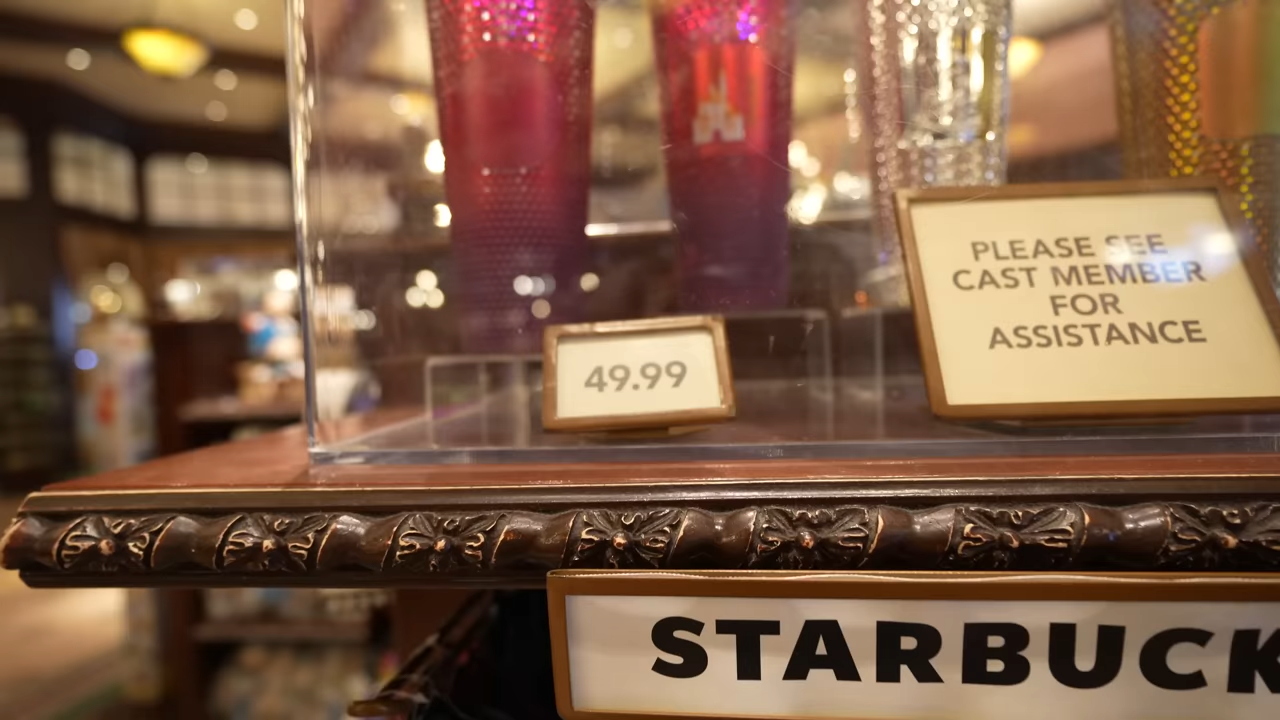 49.99
PLEASE SEE
CAST MEMBER
FOR
ASSISTANCE
STARBUCK